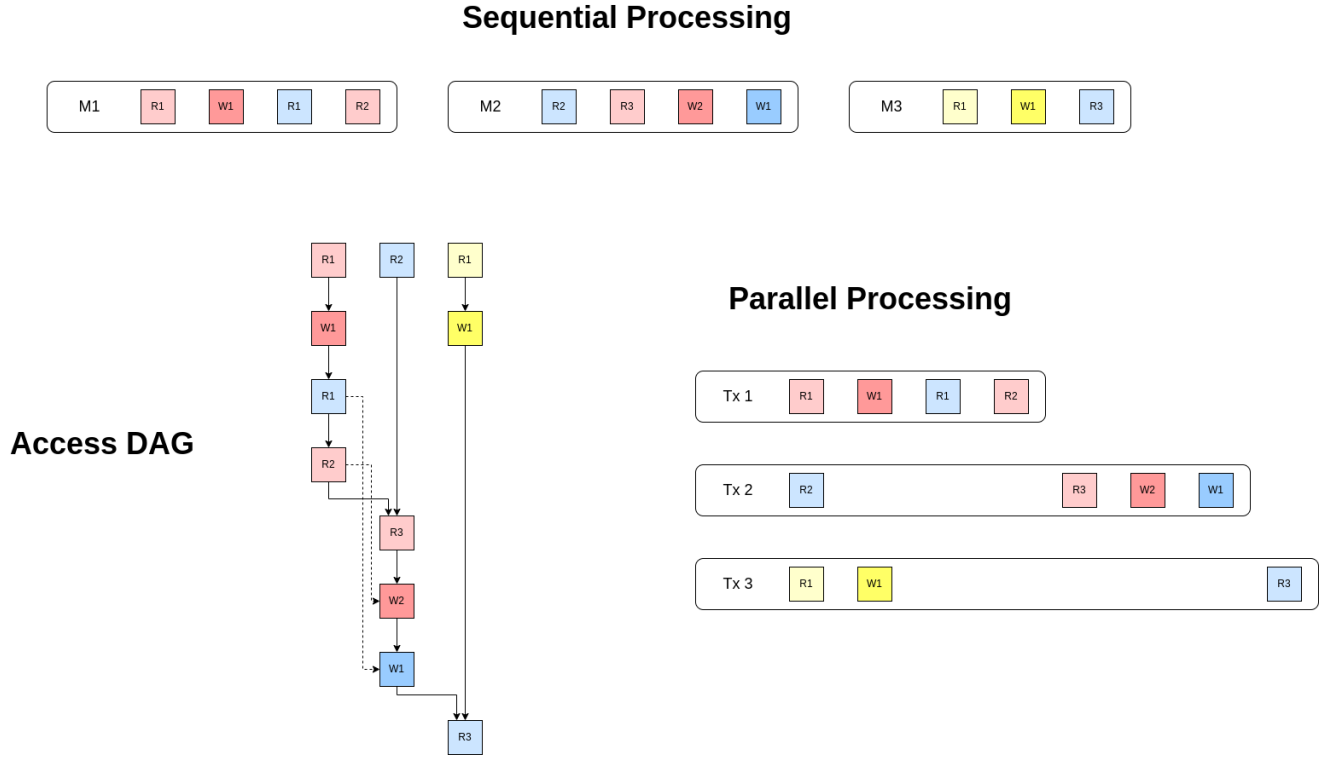 Sequential Processing
M1 R1 W1 R1 R2
M2 R2 R3 W2 W1
M3 R1 W1 R3
Access DAG
R1 R2 R1
W1 W1
R1
R2
R3
W2
W1
R3
Parallel Processing
Tx 1 R1 W1 R1 R2
Tx 2 R2 R3 W2 W1
Tx 3 R1 W1 R3